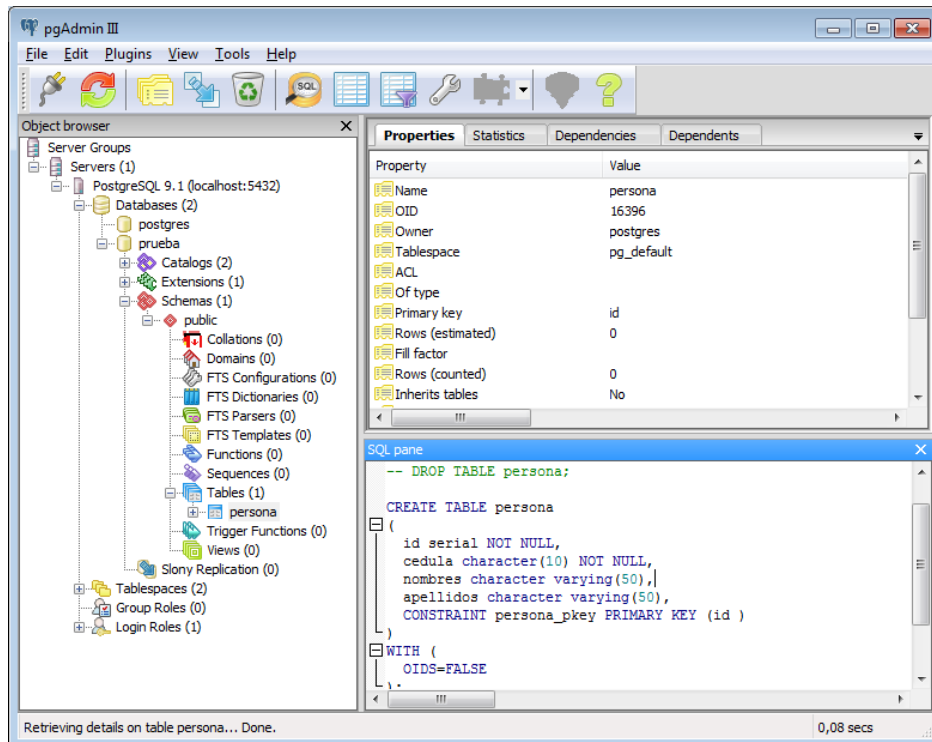 pgAdmin III
File Edit Plugins View Tools Help
SQL
Object browser
Server Groups
Servers (1)
PostgreSQL 9.1 (localhost:5432)
Databases (2)
postgres
prueba
Catalogs (2)
Extensions (1)
Schemas (1)
public
Collations (0)
Domains (0)
FTS Configurations (0)
FTS Dictionaries (0)
FTS Parsers (0)
FTS Templates (0)
Functions (0)
Sequences (0)
Tables (1)
persona
Trigger Functions (0)
Views (0)
Slony Replication (0)
Tablespaces (2)
Group Roles (0)
Login Roles (1)
Properties Statistics Dependencies Dependents
Property Value
Name persona
OID 16396
Owner postgres
Tablespace pg_default
ACL
Of type
Primary key id
Rows (estimated) 0
Fill factor
Rows (counted) 0
Inherits tables No
SQL pane
-- DROP TABLE persona;
CREATE TABLE persona
(
id serial NOT NULL,
cedula character(10) NOT NULL,
nombres character varying(50),
apellidos character varying(50),
CONSTRAINT persona_pkey PRIMARY KEY (id )
)
WITH (
OIDS=FALSE
);
Retrieving details on table persona... Done. 0,08 secs